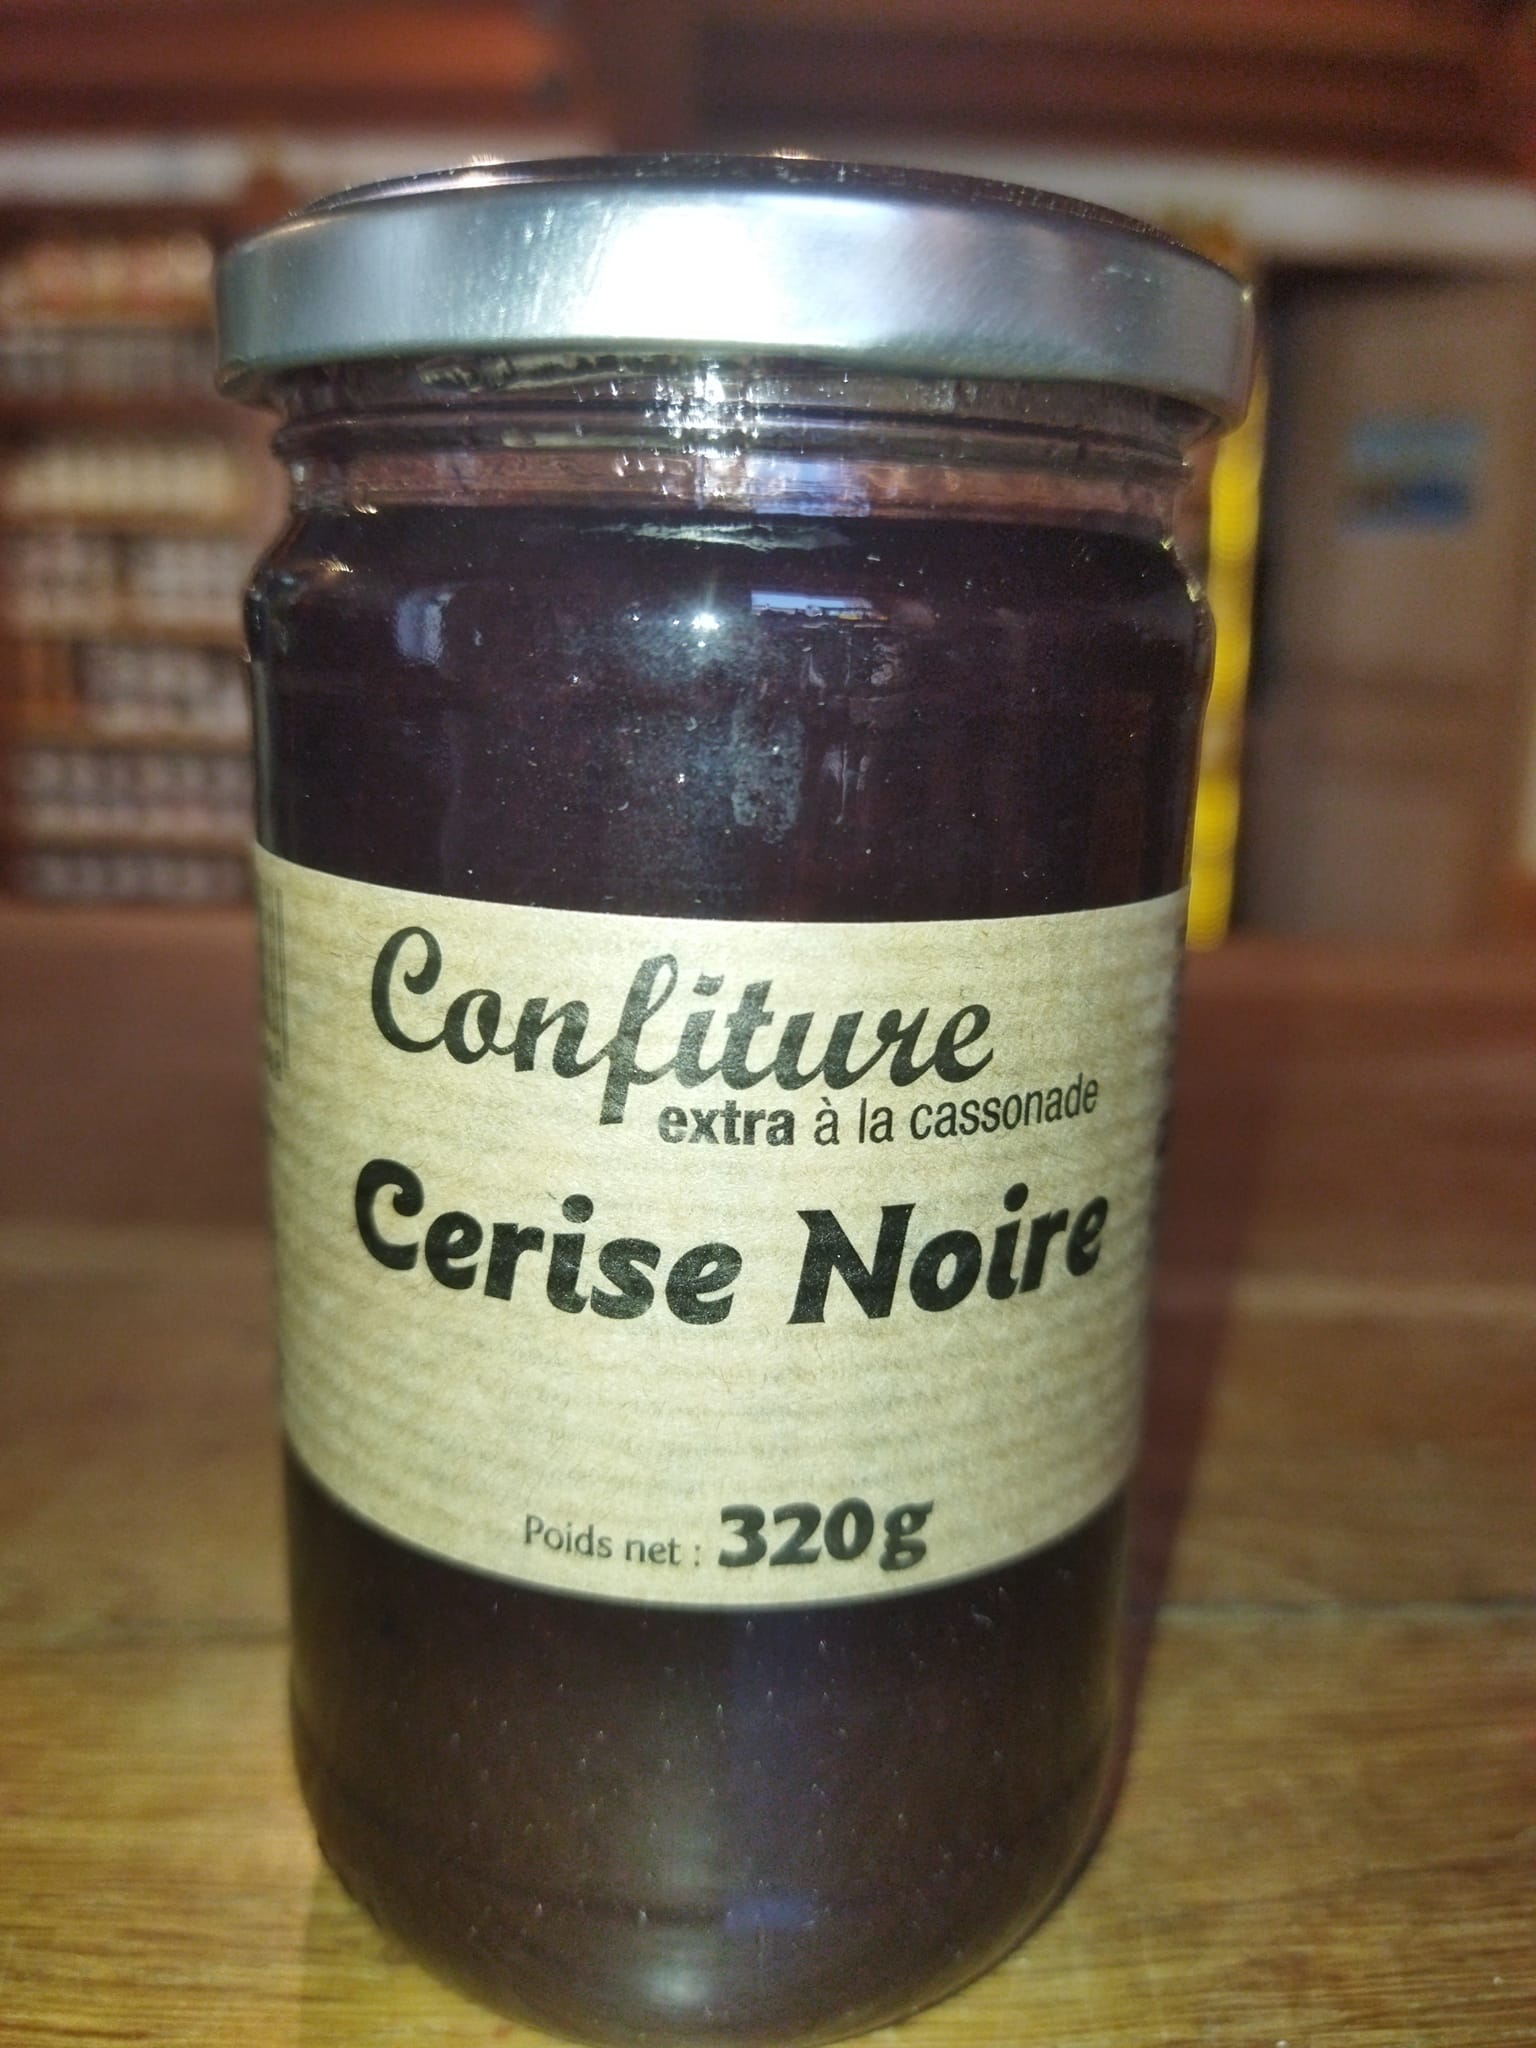 Confiture
extra à la cassonade
Cerise Noire
Poids net : 320g